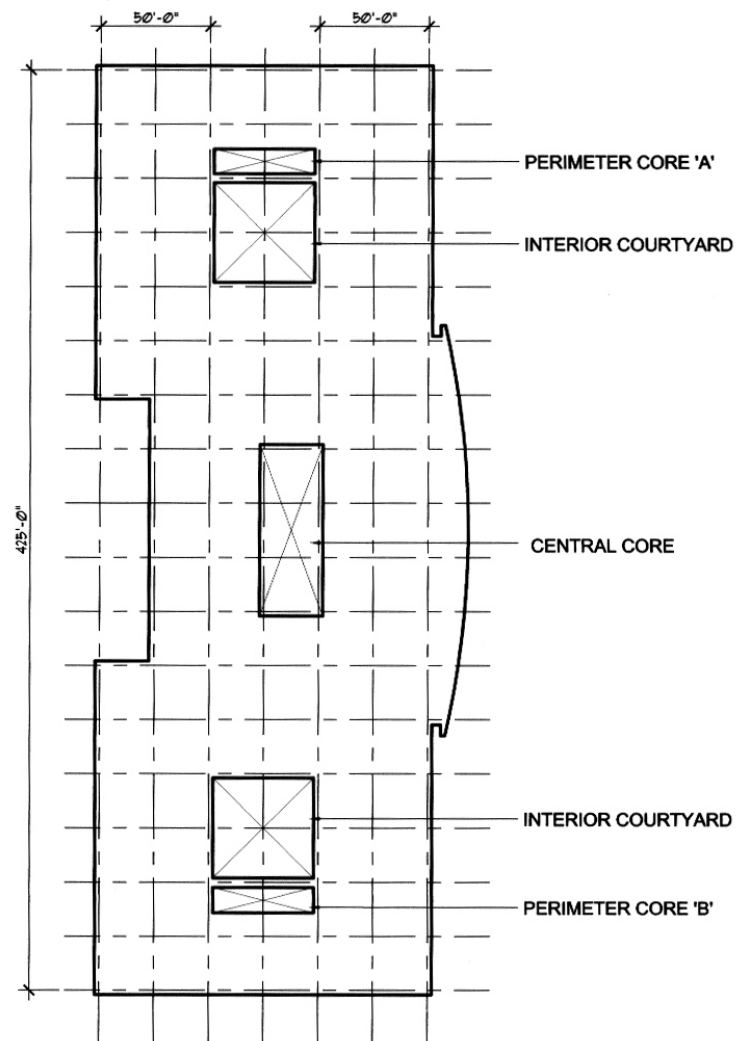 50'-0"
50'-0"
PERIMETER CORE 'A'
INTERIOR COURTYARD
425'-0"
CENTRAL CORE
INTERIOR COURTYARD
PERIMETER CORE 'B'